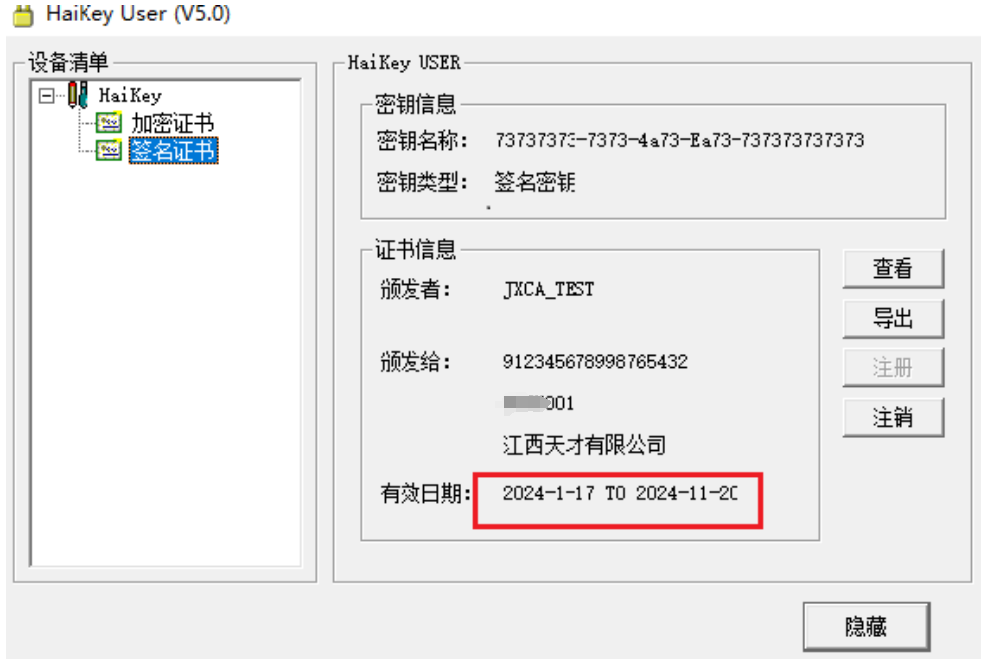 HaiKey User (V5.0)
设备清单
HaiKey
加密证书
签名证书
HaiKey USER
密钥信息
密钥名称: 73737373-7373-4a73-Ea73-737373737373
密钥类型: 签名密钥
证书信息
颁发者: JXCA_TEST
颁发给: 912345678998765432
001
江西天才有限公司
有效日期: 2024-1-17 TO 2024-11-20
查看
导出
注册
注销
隐藏